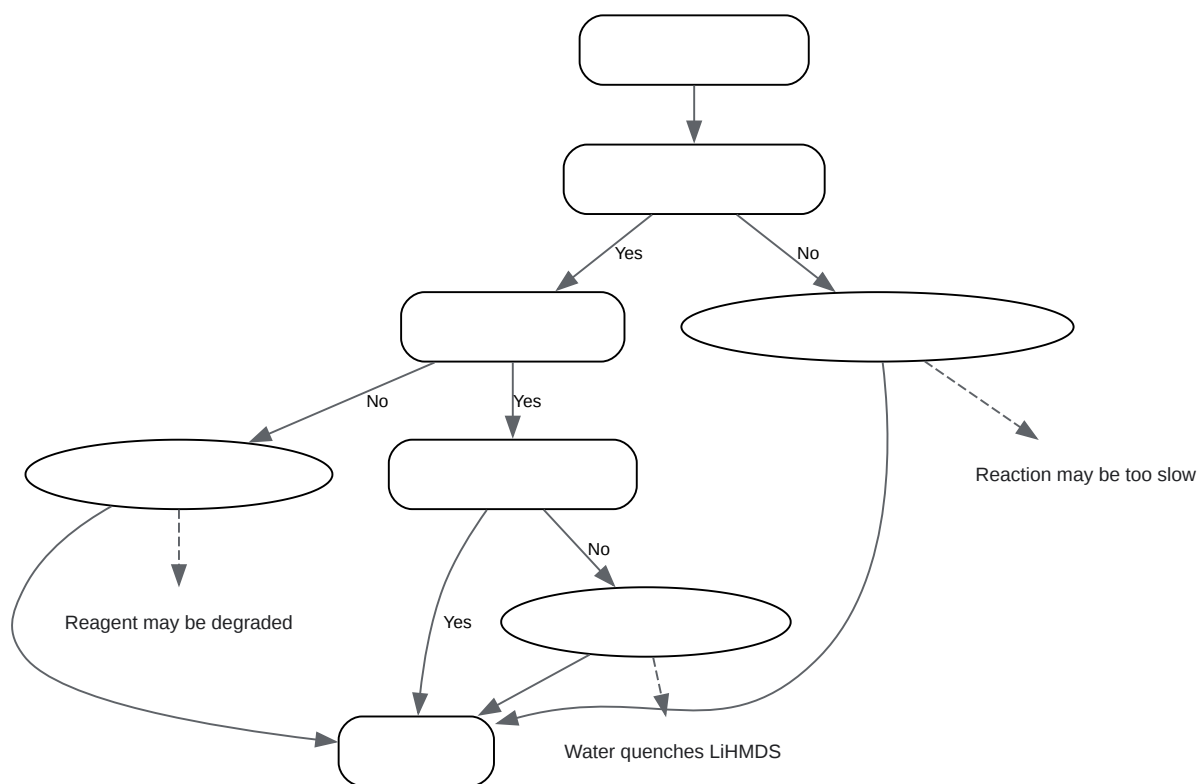 Yes
No
No
Yes
Reaction may be too slow
No
Reagent may be degraded
Yes
Water quenches LiHMDS